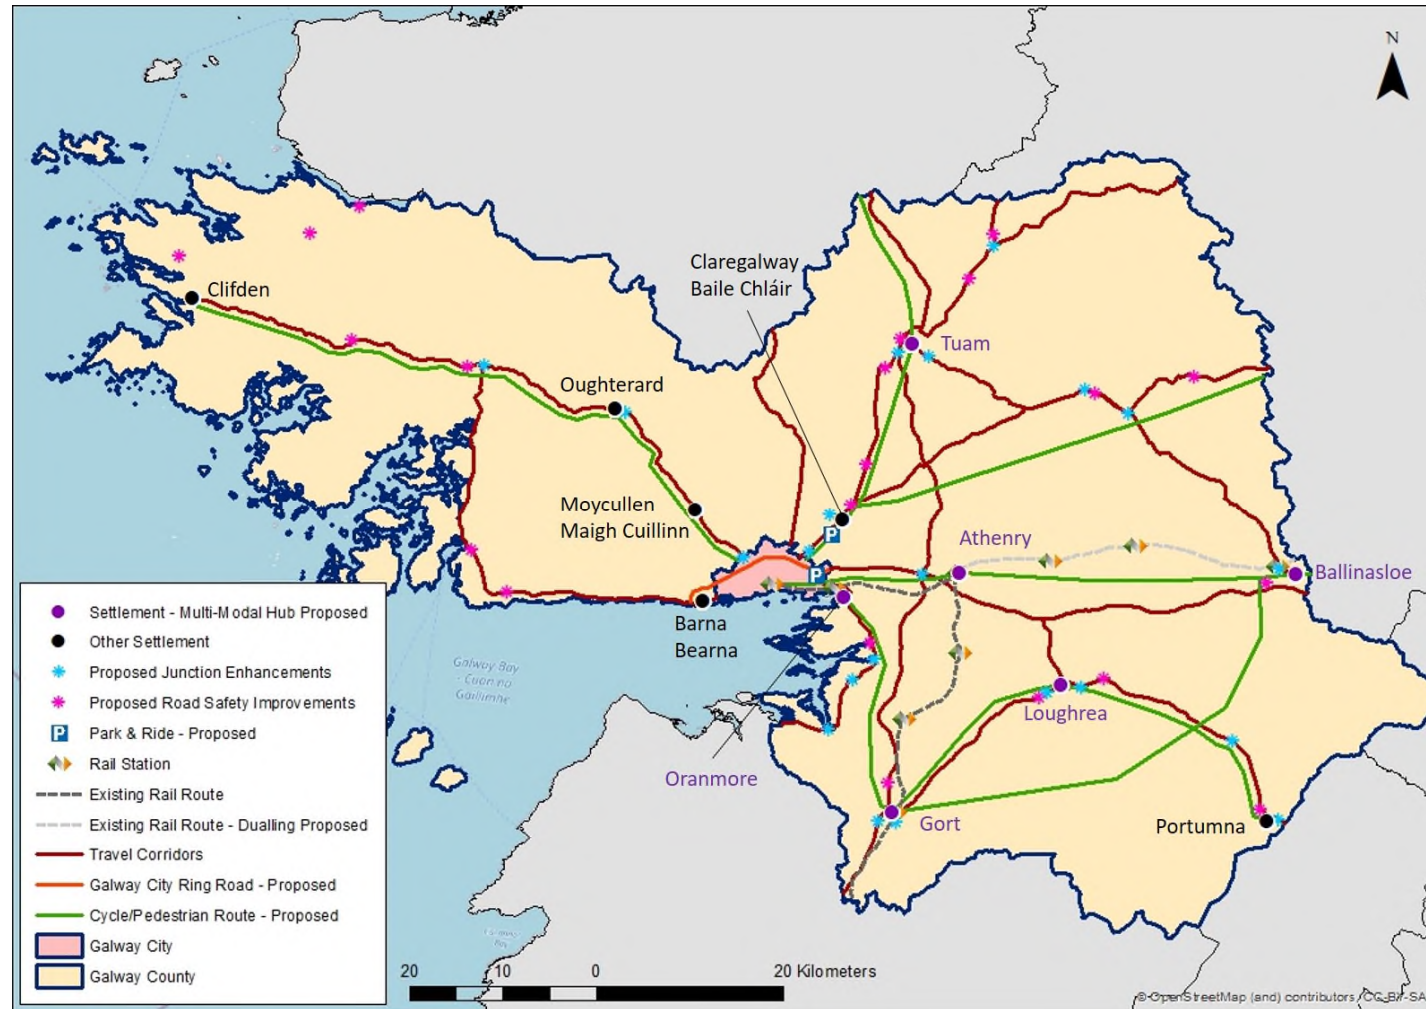 N
Claregalway
Baile Chláir
Clifden
Tuam
Oughterard
Moycullen
Maigh Cuillinn
Athenry
Ballinasloe
Barna
Bearna
Galway Bay
- Cuan na
Gaillimhe
Loughrea
Oranmore
Gort
Portumna
Settlement - Multi-Modal Hub Proposed
Other Settlement
Proposed Junction Enhancements
Proposed Road Safety Improvements
P
P
P
Park & Ride - Proposed
Rail Station
Existing Rail Route
Existing Rail Route - Dualling Proposed
Travel Corridors
Galway City Ring Road - Proposed
Cycle/Pedestrian Route - Proposed
Galway City
Galway County
20 10 0 20 Kilometers
© OpenStreetMap (and) contributors, CC-BY-SA